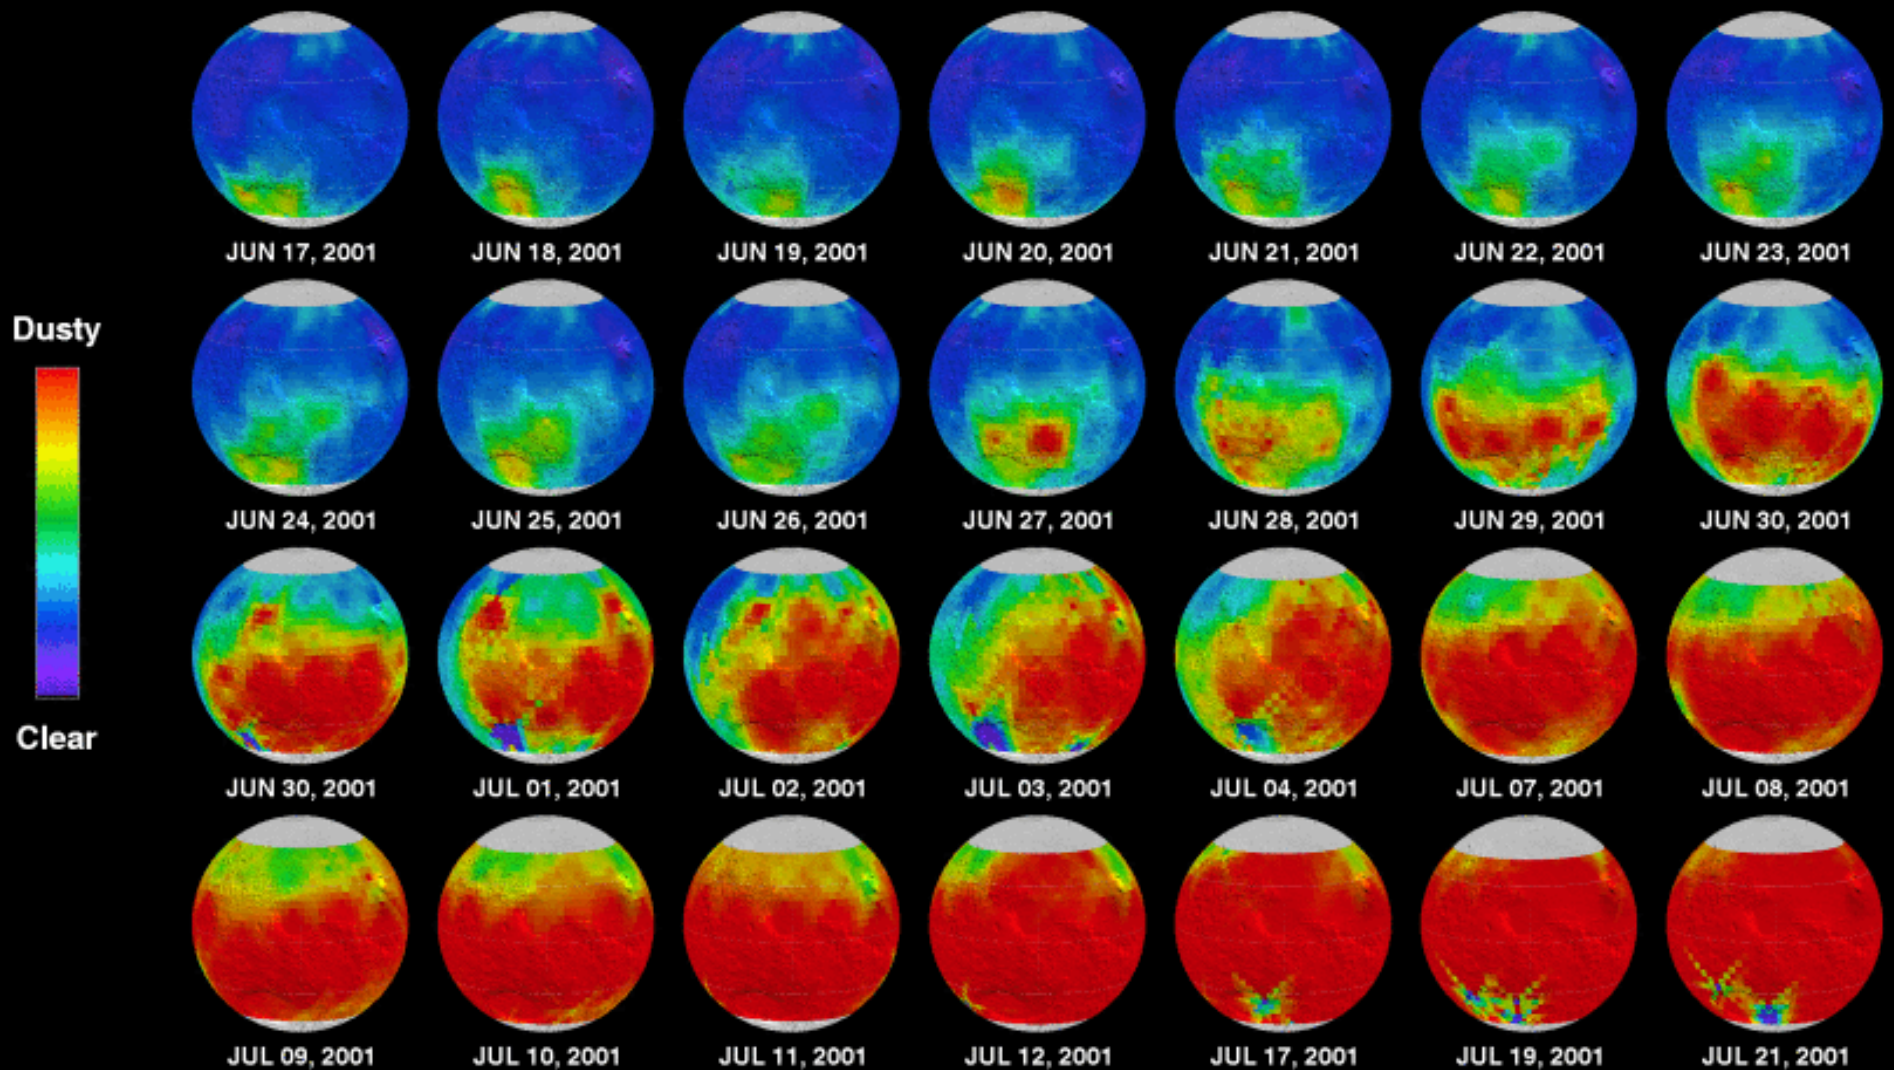 JUN 17, 2001 JUN 18, 2001 JUN 19, 2001 JUN 20, 2001 JUN 21, 2001 JUN 22, 2001 JUN 23, 2001
Dusty
JUN 24, 2001 JUN 25, 2001 JUN 26, 2001 JUN 27, 2001 JUN 28, 2001 JUN 29, 2001 JUN 30, 2001
Clear
JUN 30, 2001 JUL 01, 2001 JUL 02, 2001 JUL 03, 2001 JUL 04, 2001 JUL 07, 2001 JUL 08, 2001
JUL 09, 2001 JUL 10, 2001 JUL 11, 2001 JUL 12, 2001 JUL 17, 2001 JUL 19, 2001 JUL 21, 2001